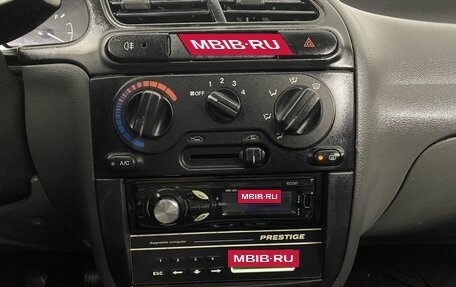 MBIB-RU
OFF 1 2 3 4
A/C
MBIB-RU
econ
diagnostic computer
PRESTIGE
MBIB-RU
ESC